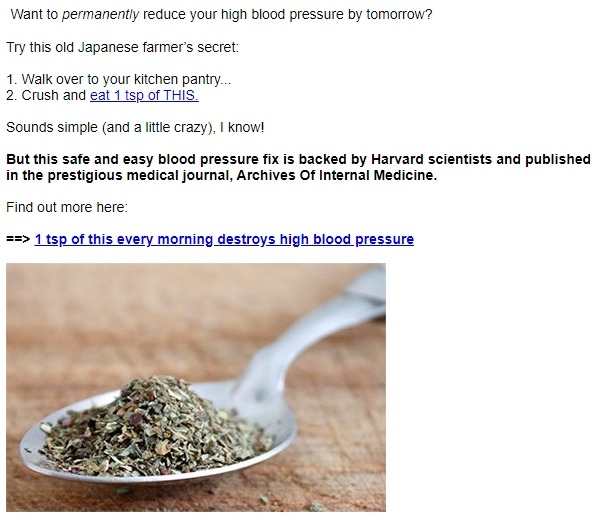 Want to permanently reduce your high blood pressure by tomorrow?
Try this old Japanese farmer's secret:
1. Walk over to your kitchen pantry...
2. Crush and eat 1 tsp of THIS.
Sounds simple (and a little crazy), I know!
But this safe and easy blood pressure fix is backed by Harvard scientists and published
in the prestigious medical journal, Archives Of Internal Medicine.
Find out more here:
==> 1 tsp of this every morning destroys high blood pressure